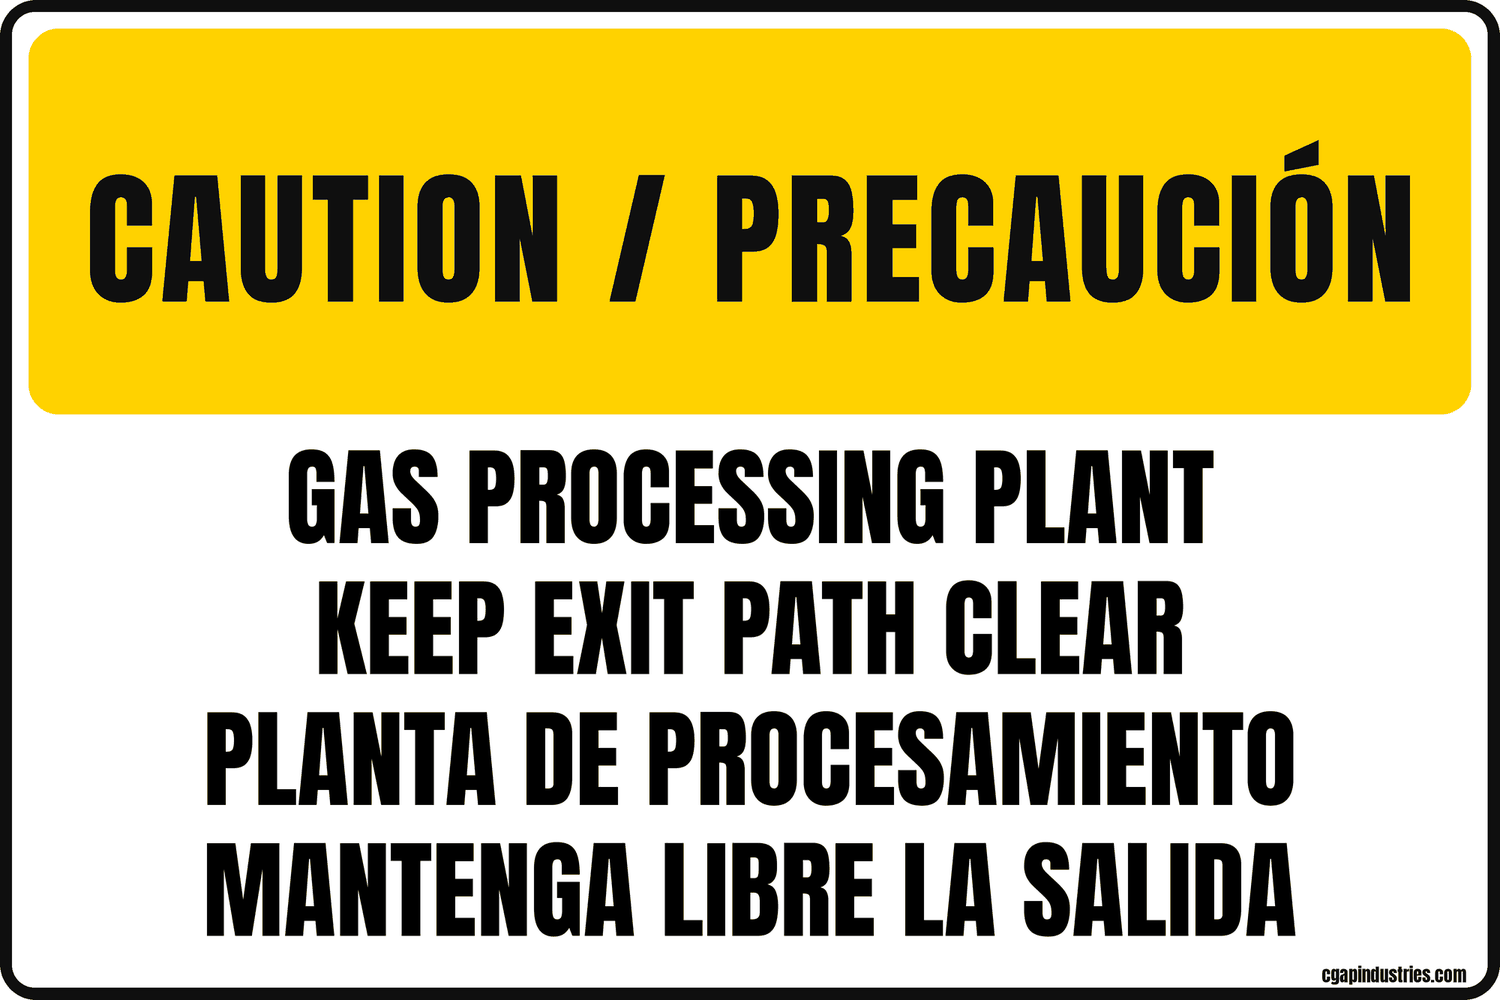 CAUTION / PRECAUCIÓN
GAS PROCESSING PLANT
KEEP EXIT PATH CLEAR
PLANTA DE PROCESAMIENTO
MANTENGA LIBRE LA SALIDA
cgapindustries.com